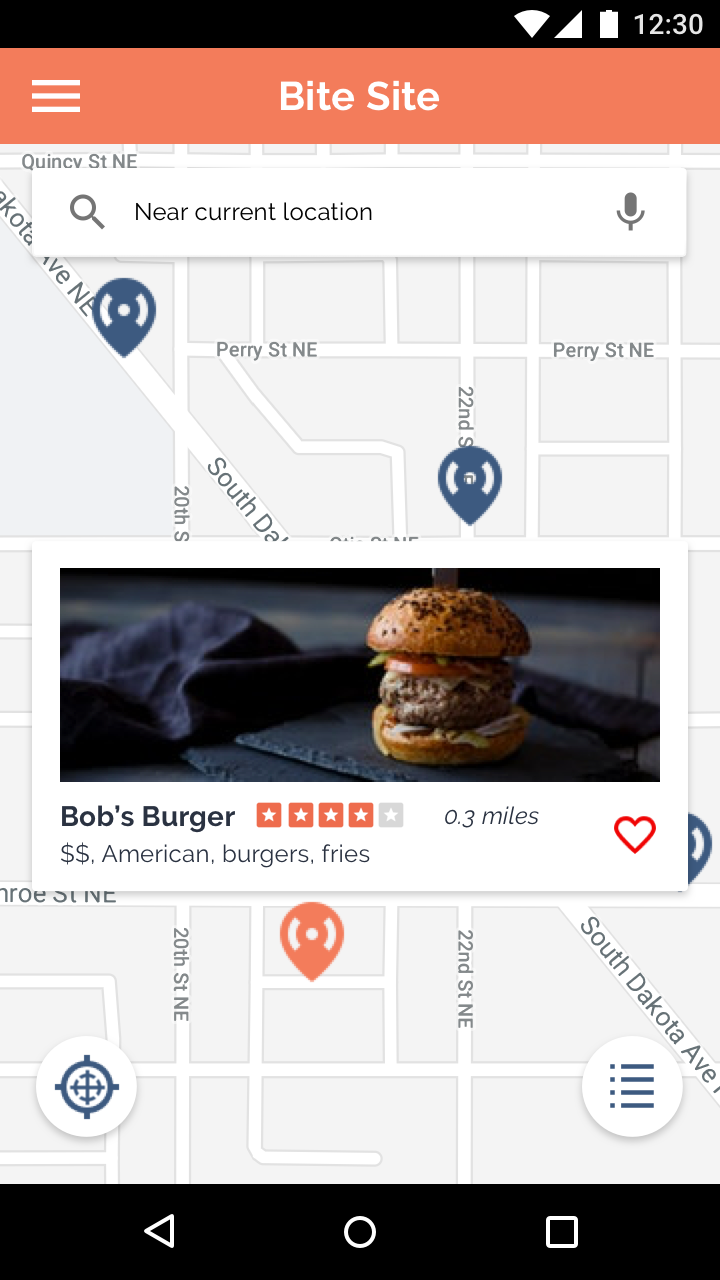 12:30
Bite Site
Quincy St NE
Near current location
Ave NE
Perry St NE
Perry St NE
22nd S
20th S
South Da
Otis St NE
Bob’s Burger
0.3 miles
$$, American, burgers, fries
nroe St NE
20th St NE
22nd St NE
South Dakota Ave